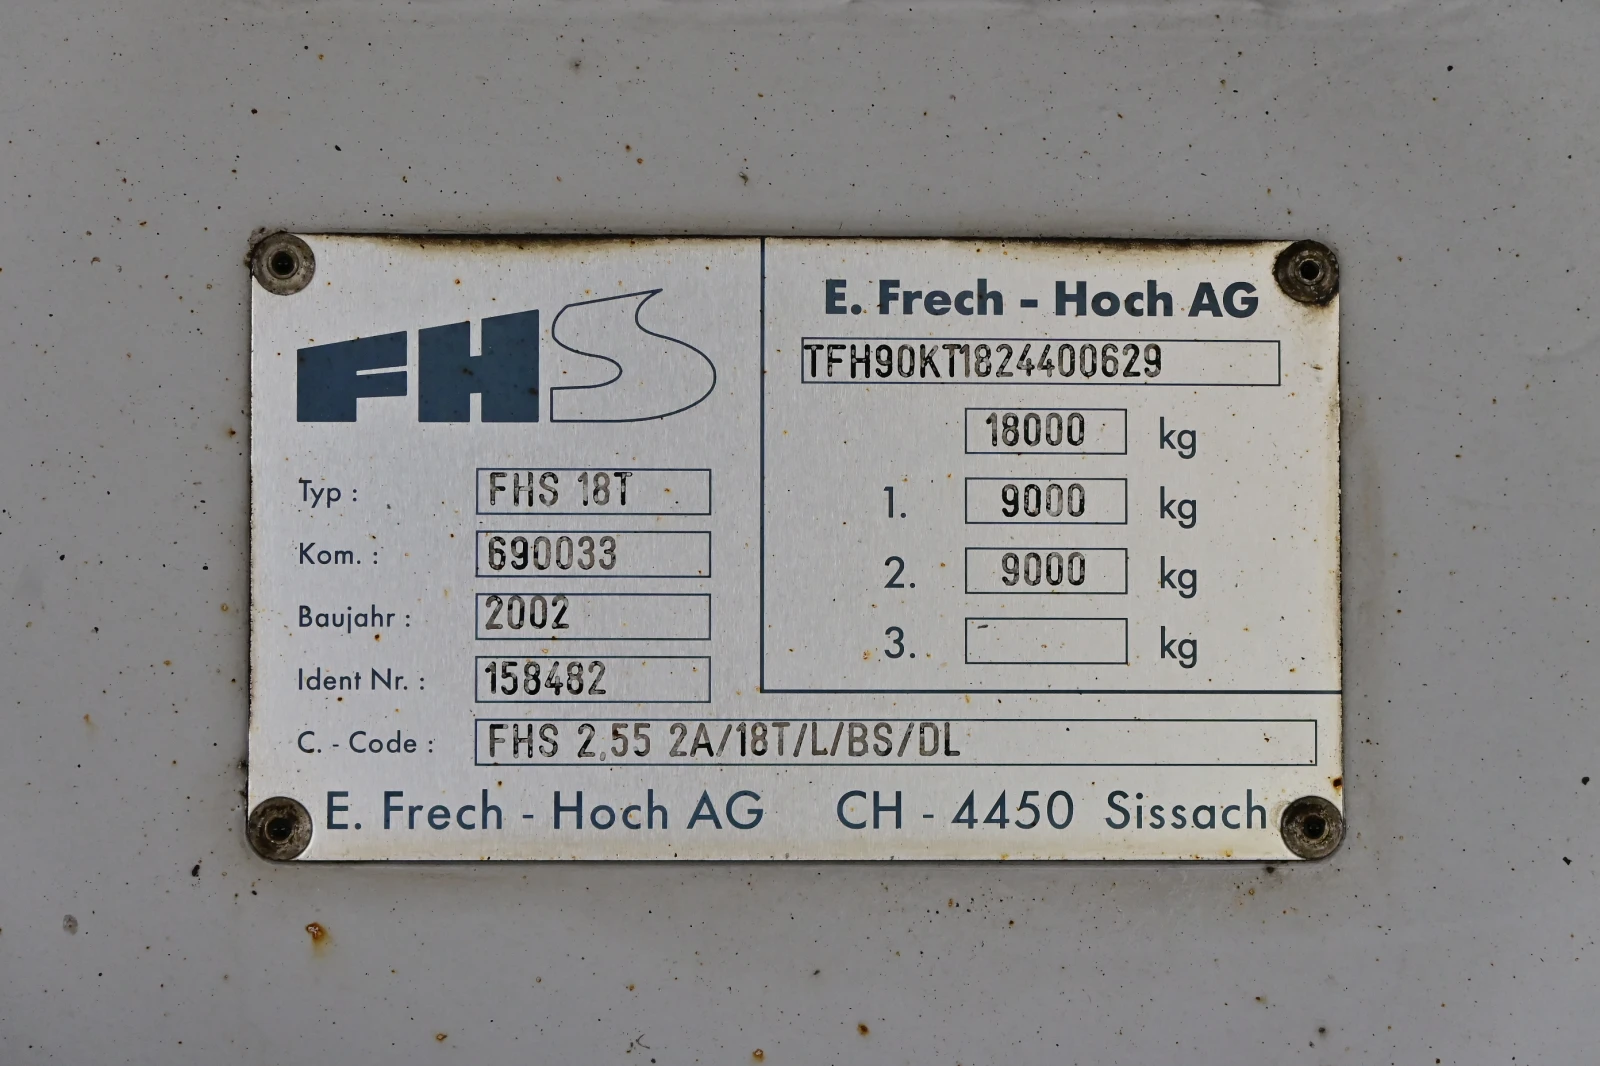 FHS
Typ : FHS 18T
Kom. : 690033
Baujahr : 2002
Ident Nr. : 158482
C. - Code : FHS 2,55 2A/18T/L/BS/DL
E. Frech - Hoch AG
TFH90KT1824400629
18000 kg
1. 9000 kg
2. 9000 kg
3. - kg
E. Frech - Hoch AG CH - 4450 Sissach